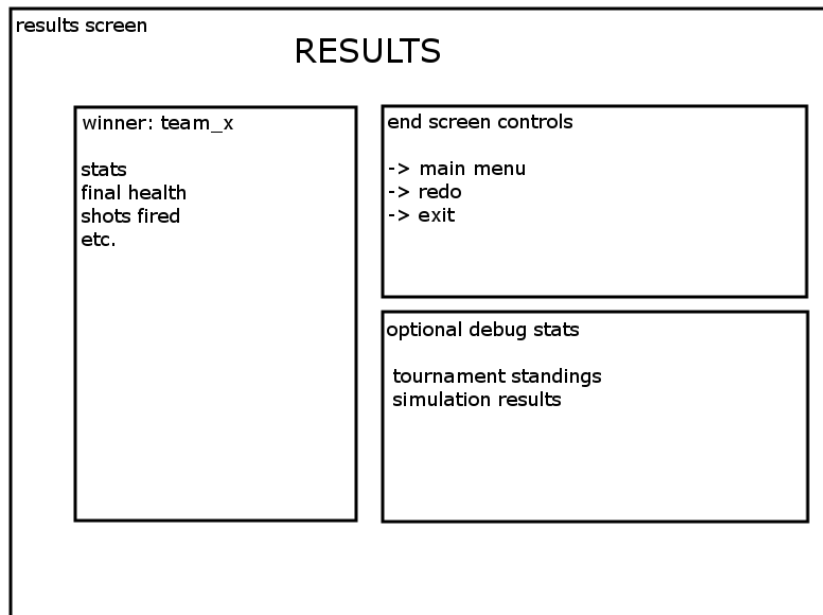 results screen
RESULTS
winner: team_x
stats
final health
shots fired
etc.
end screen controls
-> main menu
-> redo
-> exit
optional debug stats
tournament standings
simulation results